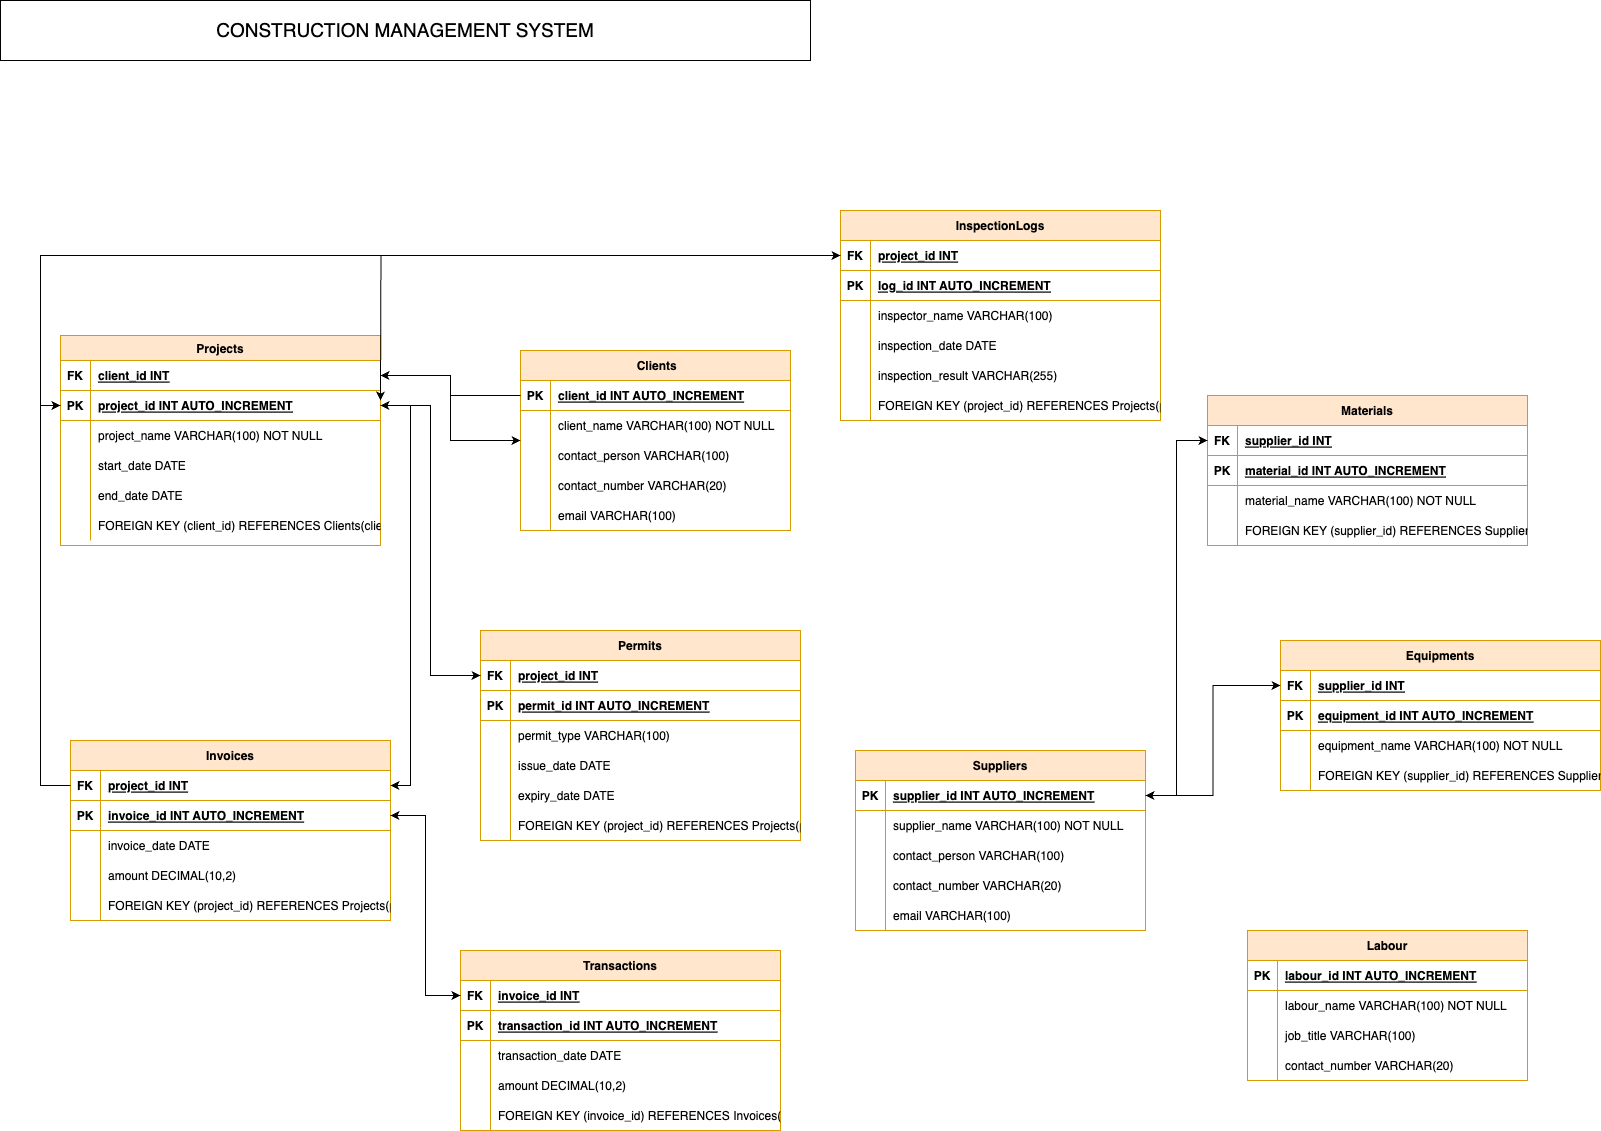 CONSTRUCTION MANAGEMENT SYSTEM
InspectionLogs
FK project_id INT
PK log_id INT AUTO_INCREMENT
inspector_name VARCHAR(100)
inspection_date DATE
inspection_result VARCHAR(255)
FOREIGN KEY (project_id) REFERENCES Projects(
Projects
FK client_id INT
PK project_id INT AUTO_INCREMENT
project_name VARCHAR(100) NOT NULL
start_date DATE
end_date DATE
FOREIGN KEY (client_id) REFERENCES Clients(clie
Clients
PK client_id INT AUTO_INCREMENT
client_name VARCHAR(100) NOT NULL
contact_person VARCHAR(100)
contact_number VARCHAR(20)
email VARCHAR(100)
Materials
FK supplier_id INT
PK material_id INT AUTO_INCREMENT
material_name VARCHAR(100) NOT NULL
FOREIGN KEY (supplier_id) REFERENCES Supplier
Permits
FK project_id INT
PK permit_id INT AUTO_INCREMENT
permit_type VARCHAR(100)
issue_date DATE
expiry_date DATE
FOREIGN KEY (project_id) REFERENCES Projects(
Equipments
FK supplier_id INT
PK equipment_id INT AUTO_INCREMENT
equipment_name VARCHAR(100) NOT NULL
FOREIGN KEY (supplier_id) REFERENCES Supplier
Invoices
FK project_id INT
PK invoice_id INT AUTO_INCREMENT
invoice_date DATE
amount DECIMAL(10,2)
FOREIGN KEY (project_id) REFERENCES Projects(
Suppliers
PK supplier_id INT AUTO_INCREMENT
supplier_name VARCHAR(100) NOT NULL
contact_person VARCHAR(100)
contact_number VARCHAR(20)
email VARCHAR(100)
Transactions
FK invoice_id INT
PK transaction_id INT AUTO_INCREMENT
transaction_date DATE
amount DECIMAL(10,2)
FOREIGN KEY (invoice_id) REFERENCES Invoices(
Labour
PK labour_id INT AUTO_INCREMENT
labour_name VARCHAR(100) NOT NULL
job_title VARCHAR(100)
contact_number VARCHAR(20)